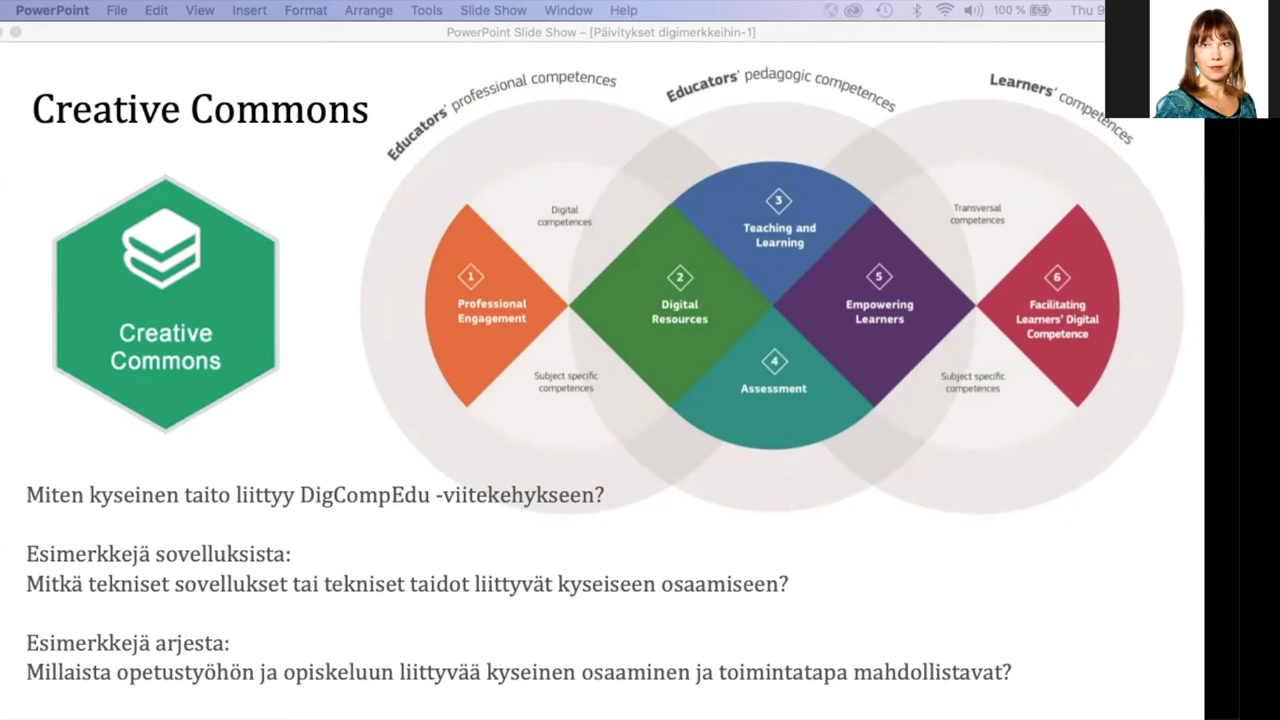 PowerPoint File Edit View Insert Format Arrange Tools Slide Show Window Help 100 % Thu 9
PowerPoint Slide Show – [Päivitykset digimerkkeihin-1]
Creative Commons
Educators' professional competences
Educators' pedagogic competences
Learners' competences
Creative
Commons
Digital
competences
Transversal
competences
1
Professional
Engagement
2
Digital
Resources
3
Teaching and
Learning
4
Assessment
5
Empowering
Learners
6
Facilitating
Learners' Digital
Competence
Subject specific
competences
Subject specific
competences
Miten kyseinen taito liittyy DigCompEdu -viitekehykseen?
Esimerkkejä sovelluksista:
Mitkä tekniset sovellukset tai tekniset taidot liittyvät kyseiseen osaamiseen?
Esimerkkejä arjesta:
Millaista opetustyöhön ja opiskeluun liittyvää kyseinen osaaminen ja toimintatapa mahdollistavat?